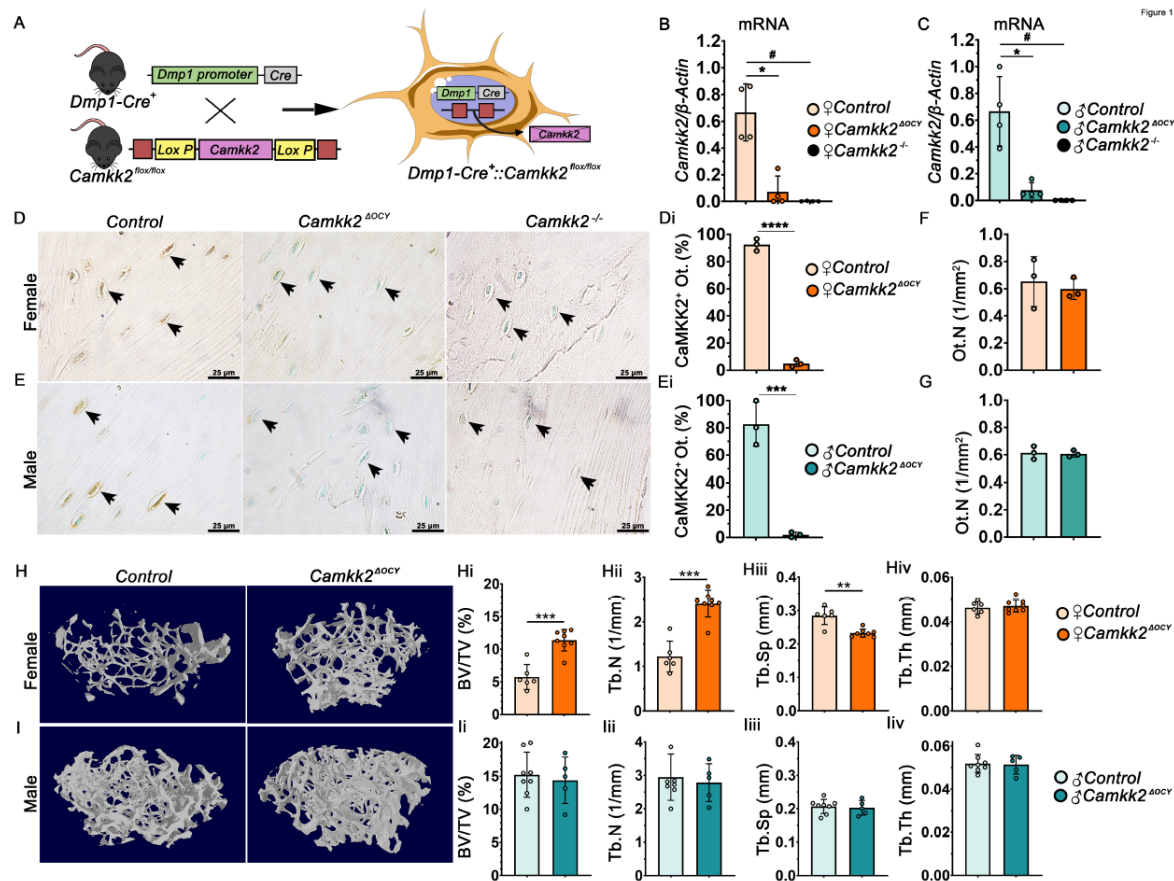 Figure 1
A
Dmp1 promoter
Cre
Dmp1-Cre+
Lox P
Camkk2
Lox P
Camkk2flox/flox
Dmp1
Cre
Camkk2
Dmp1-Cre+::Camkk2flox/flox
B
mRNA
Camkk2/β-Actin
1.2
1.0
0.8
0.6
0.4
0.2
0.0
#
*
♀Control
♀Camkk2ΔOCY
♀Camkk2-/-
C
mRNA
Camkk2/β-Actin
1.2
1.0
0.8
0.6
0.4
0.2
0.0
#
*
♂Control
♂Camkk2ΔOCY
♂Camkk2-/-
D
Control
Camkk2ΔOCY
Camkk2-/-
Female
25 µm
25 µm
25 µm
E
Male
25 µm
25 µm
25 µm
Di
CaMKK2+ Ot. (%)
100
80
60
40
20
0
****
♀Control
♀Camkk2ΔOCY
F
Ot.N (1/mm²)
1.0
0.8
0.6
0.4
0.2
0.0
Ei
CaMKK2+ Ot. (%)
100
80
60
40
20
0
***
♂Control
♂Camkk2ΔOCY
G
Ot.N (1/mm²)
1.0
0.8
0.6
0.4
0.2
0.0
H
Control
Camkk2ΔOCY
Female
Hi
BV/TV (%)
20
15
10
5
0
***
Hii
Tb.N (1/mm)
3
2
1
0
***
Hiii
Tb.Sp (mm)
0.4
0.3
0.2
0.1
0.0
**
Hiv
Tb.Th (mm)
0.06
0.04
0.02
0.00
♀Control
♀Camkk2ΔOCY
I
Male
Ii
BV/TV (%)
20
15
10
5
0
Iii
Tb.N (1/mm)
4
3
2
1
0
Iiii
Tb.Sp (mm)
0.4
0.3
0.2
0.1
0.0
Iiv
Tb.Th (mm)
0.06
0.04
0.02
0.00
♂Control
♂Camkk2ΔOCY